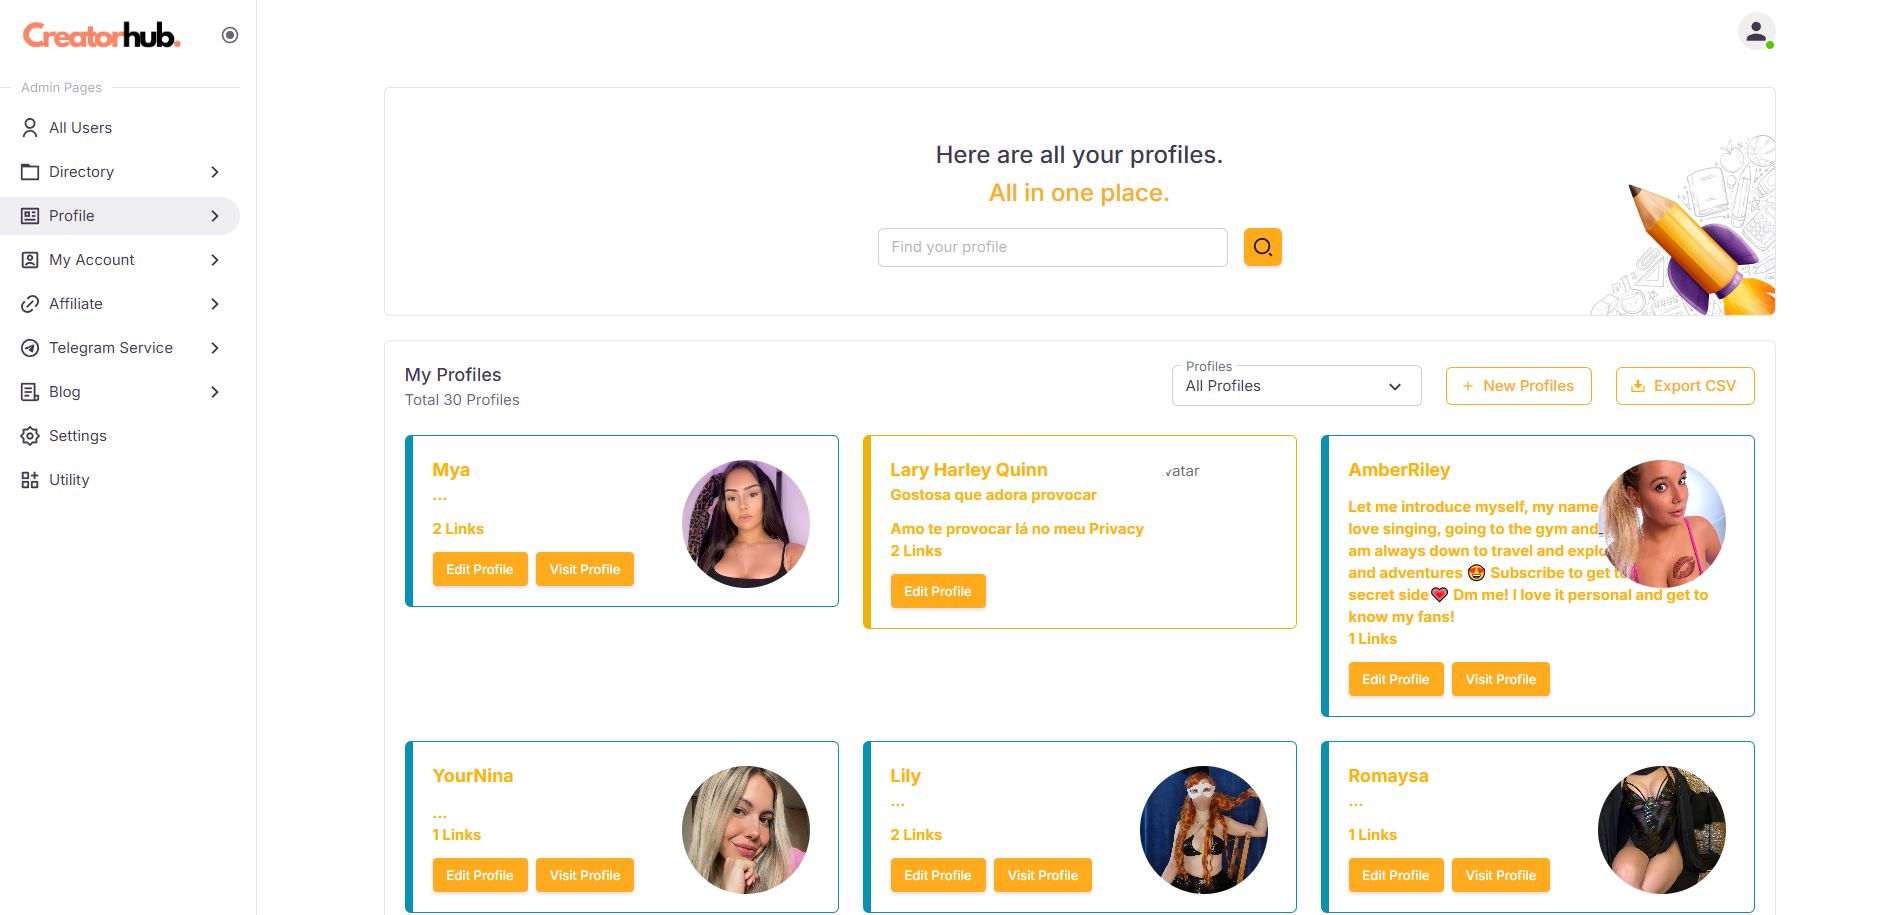 Creatorhub.
Admin Pages
All Users
Directory
Profile
My Account
Affiliate
Telegram Service
Blog
Settings
Utility
Here are all your profiles.
All in one place.
Find your profile
My Profiles
Total 30 Profiles
Profiles
All Profiles
+ New Profiles
Export CSV
Mya
...
2 Links
Edit Profile
Visit Profile
Lary Harley Quinn
Gostosa que adora provocar
Amo te provocar lá no meu Privacy
2 Links
Edit Profile
vatar
AmberRiley
Let me introduce myself, my name
love singing, going to the gym and
am always down to travel and explo
and adventures 😍 Subscribe to get to
secret side💗 Dm me! I love it personal and get to
know my fans!
1 Links
Edit Profile
Visit Profile
YourNina
...
1 Links
Edit Profile
Visit Profile
Lily
...
2 Links
Edit Profile
Visit Profile
Romaysa
...
1 Links
Edit Profile
Visit Profile